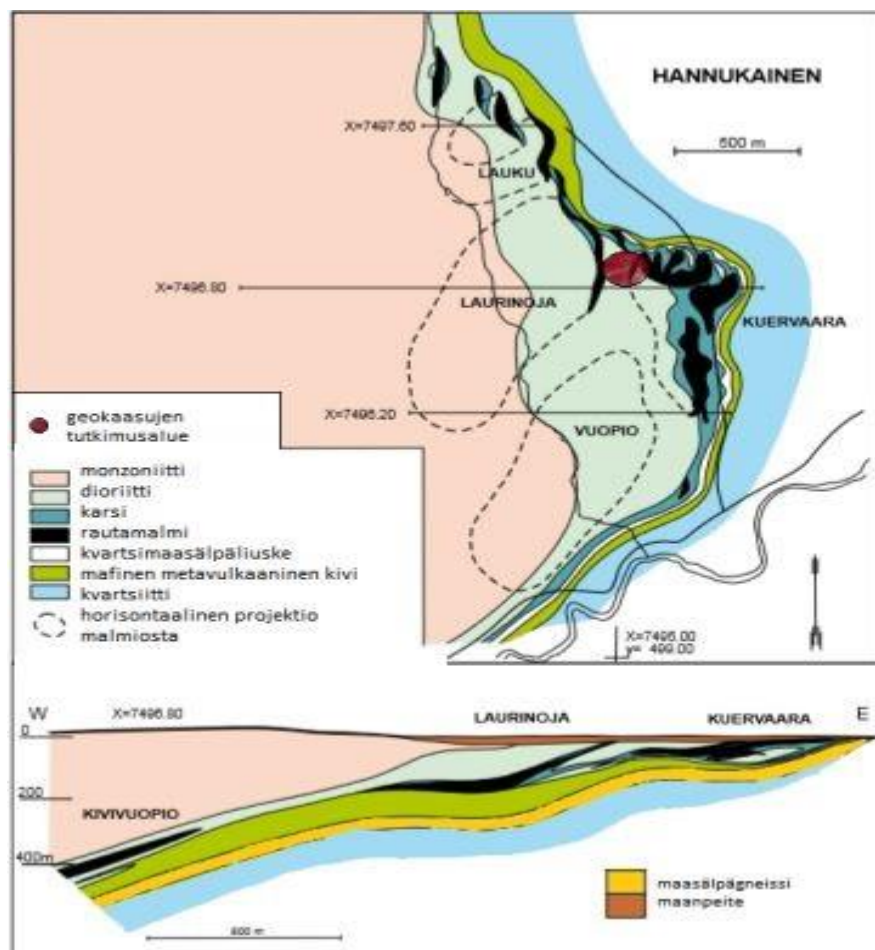 HANNUKAINEN
X=7497.60
500 m
LAUKU
X=7496.80
LAURINOJA
KUERVAARA
X=7496.20
VUOPIO
geokaasujen
tutkimusalue
monzoniitti
dioriitti
karsi
rautamalmi
kvartsimaasälpäliuske
mafinen metavulkaaninen kivi
kvartsiitti
horisontaalinen projektio
malmiosta
X=7495.00
y= 499.00
W
X=7496.80
LAURINOJA
KUERVAARA
E
0
200
KIVIVUOPIO
400m
maasälpägneissi
maanpeite